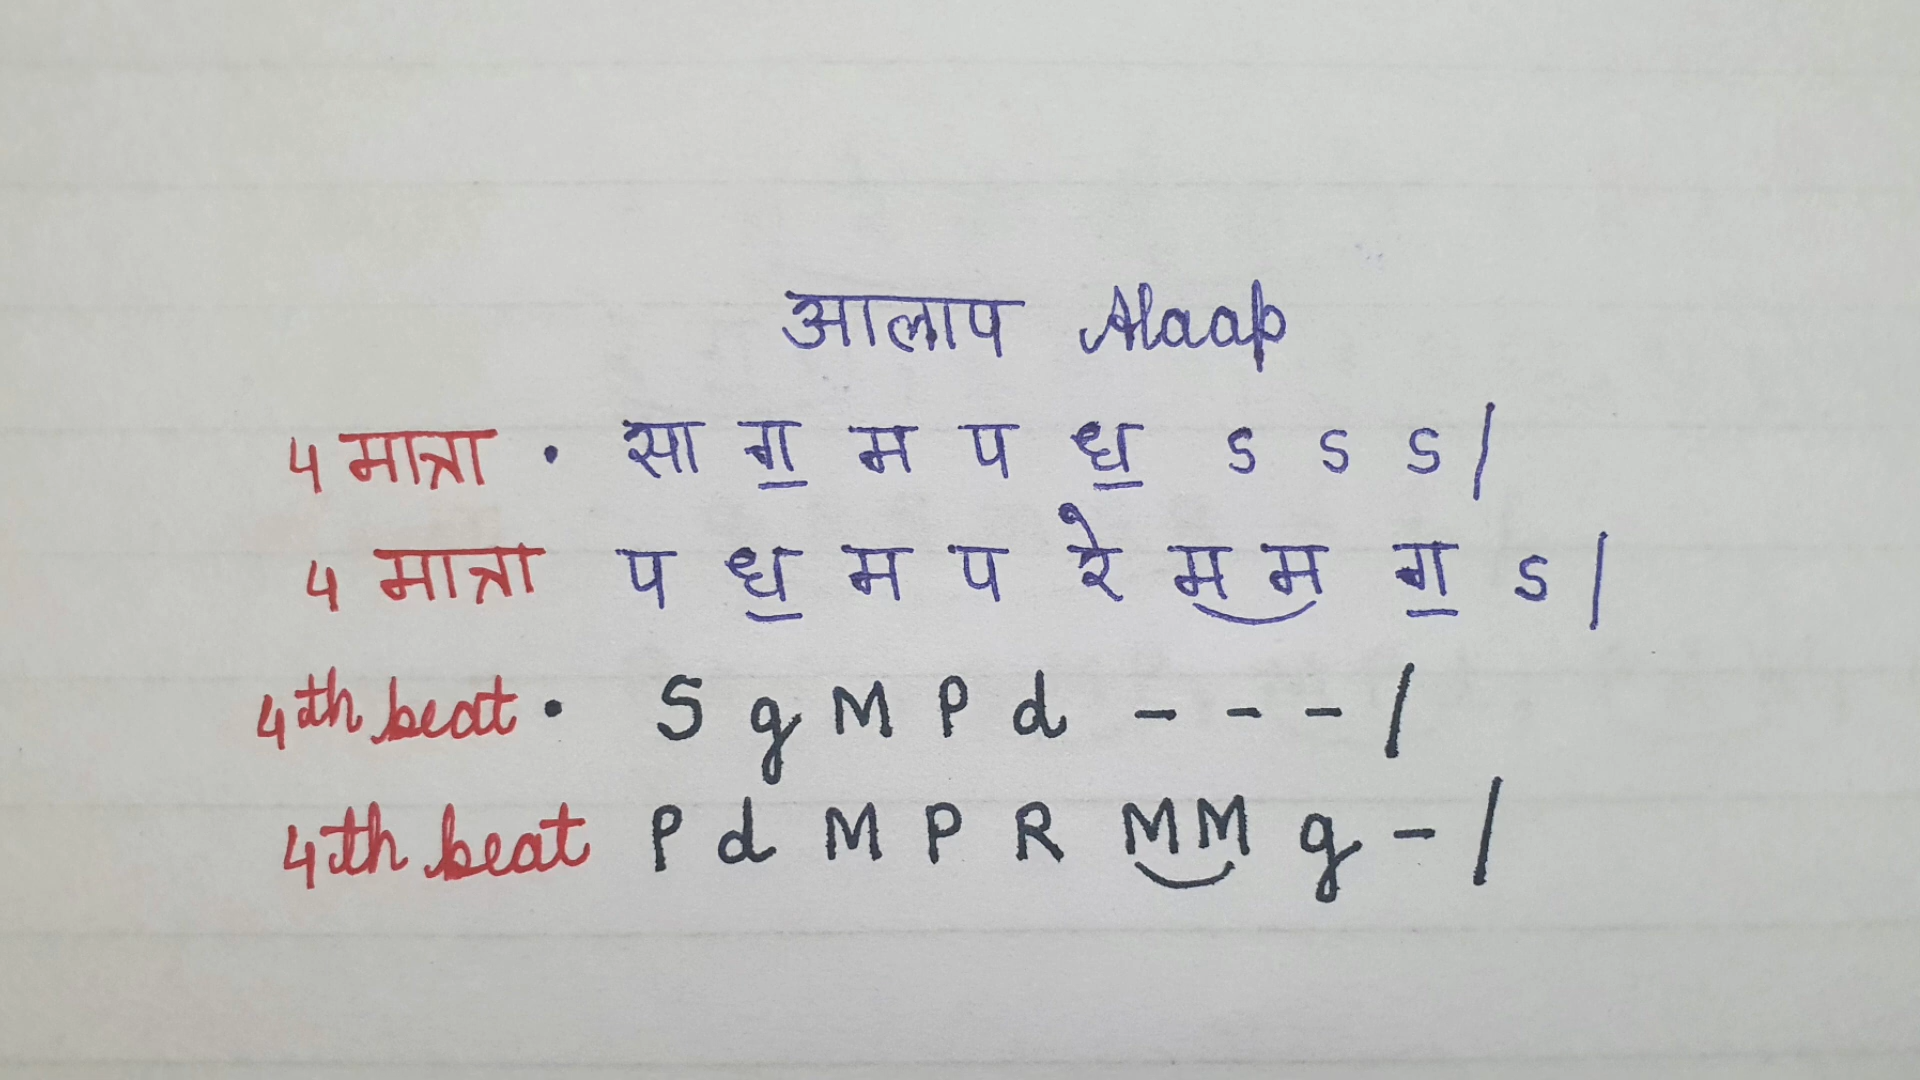 आलाप Alaap
4 मात्रा • सा ग॒ म प ध॒ ऽ ऽ ऽ /
4 मात्रा प ध॒ म प रे म म ग॒ ऽ /
4th beat • S g M P d - - - /
4th beat P d M P R M M g - /